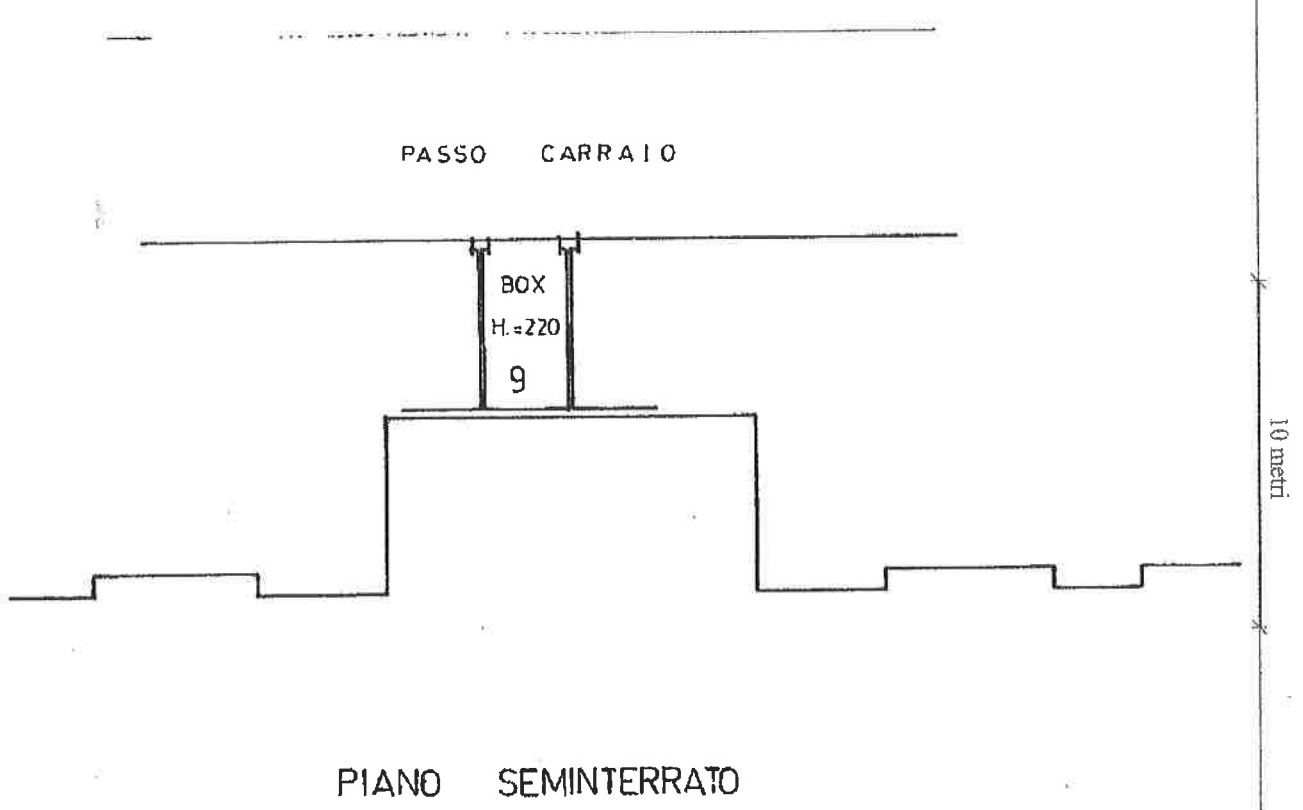 PASSO CARRAIO
BOX
H.=220
9
10 metri
PIANO SEMINTERRATO